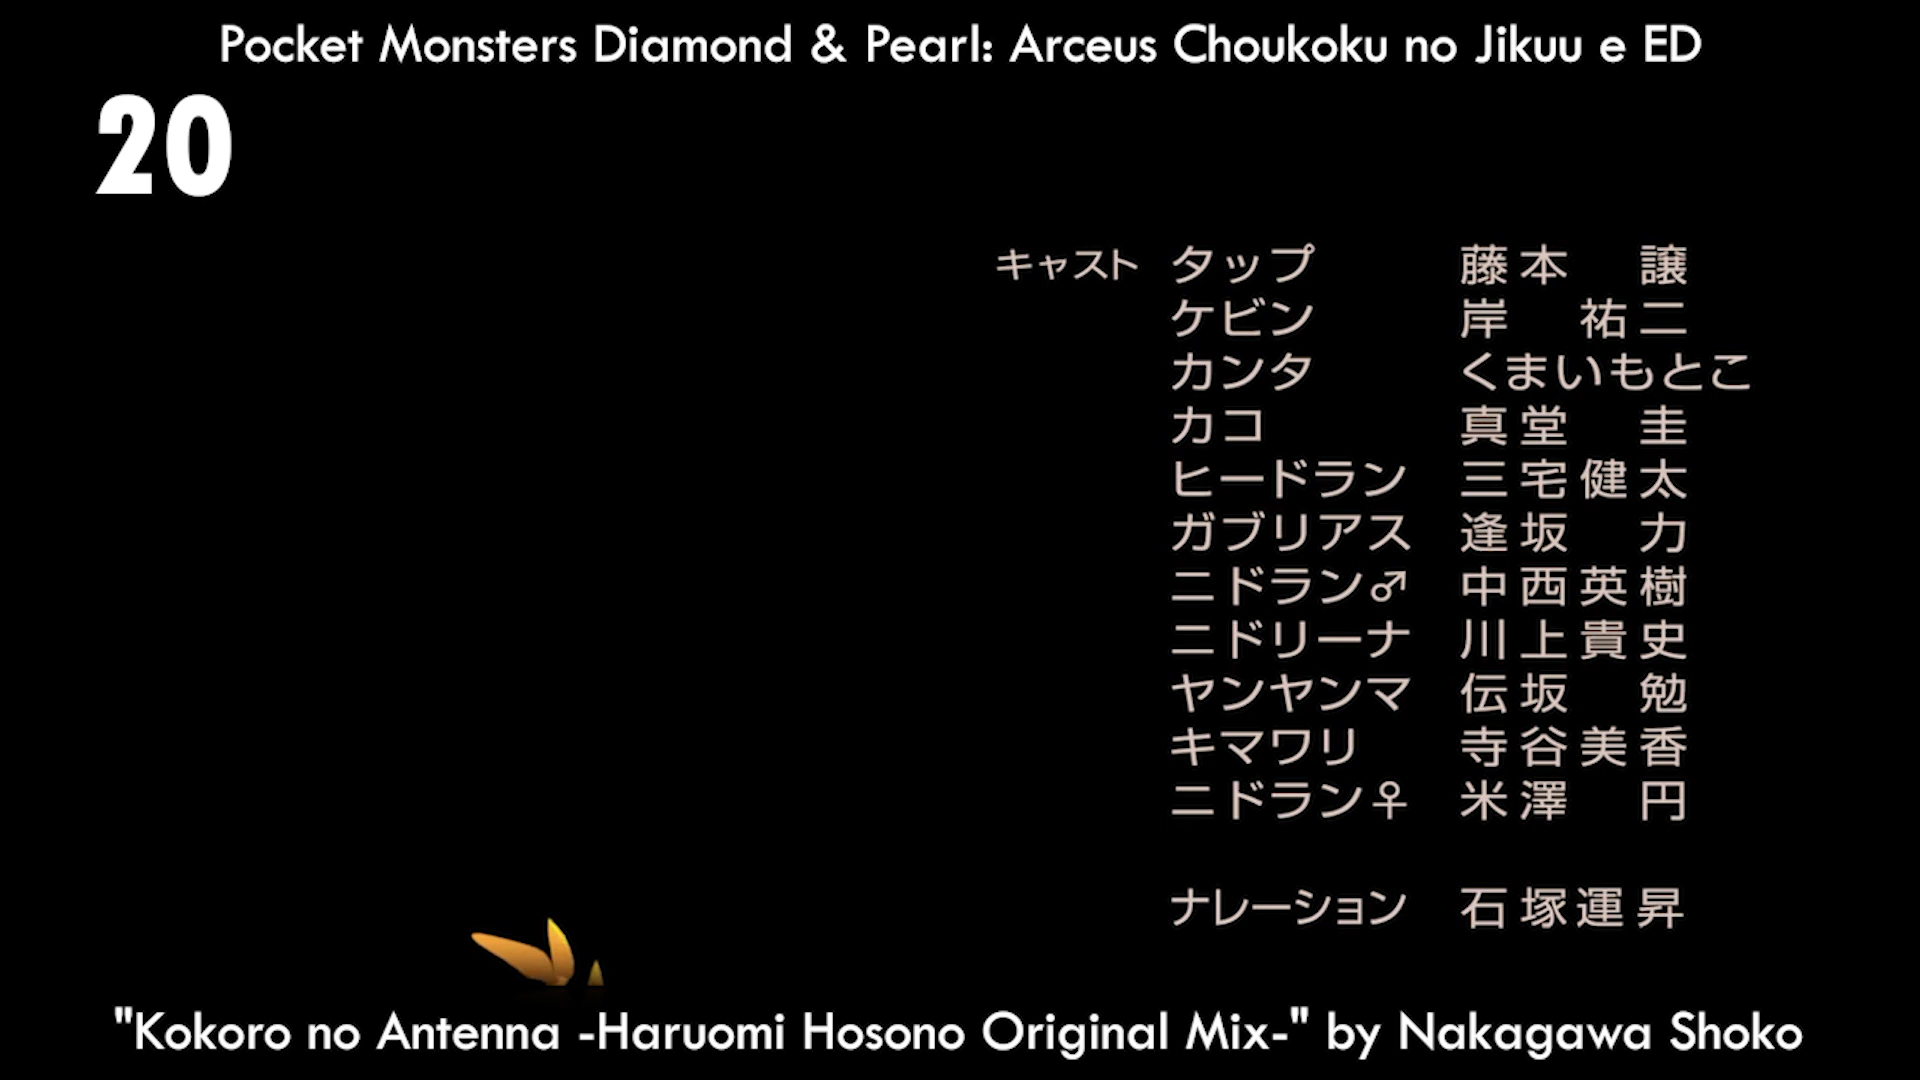 Pocket Monsters Diamond & Pearl: Arceus Choukoku no Jikuu e ED
20
キャスト タップ 藤本 譲
ケビン 岸 祐二
カンタ くまいもとこ
カコ 真堂 圭
ヒードラン 三宅健太
ガブリアス 逢坂 力
ニドラン♂ 中西英樹
ニドリーナ 川上貴史
ヤンヤンマ 伝坂 勉
キマワリ 寺谷美香
ニドラン♀ 米澤 円
ナレーション 石塚運昇
"Kokoro no Antenna -Haruomi Hosono Original Mix-" by Nakagawa Shoko